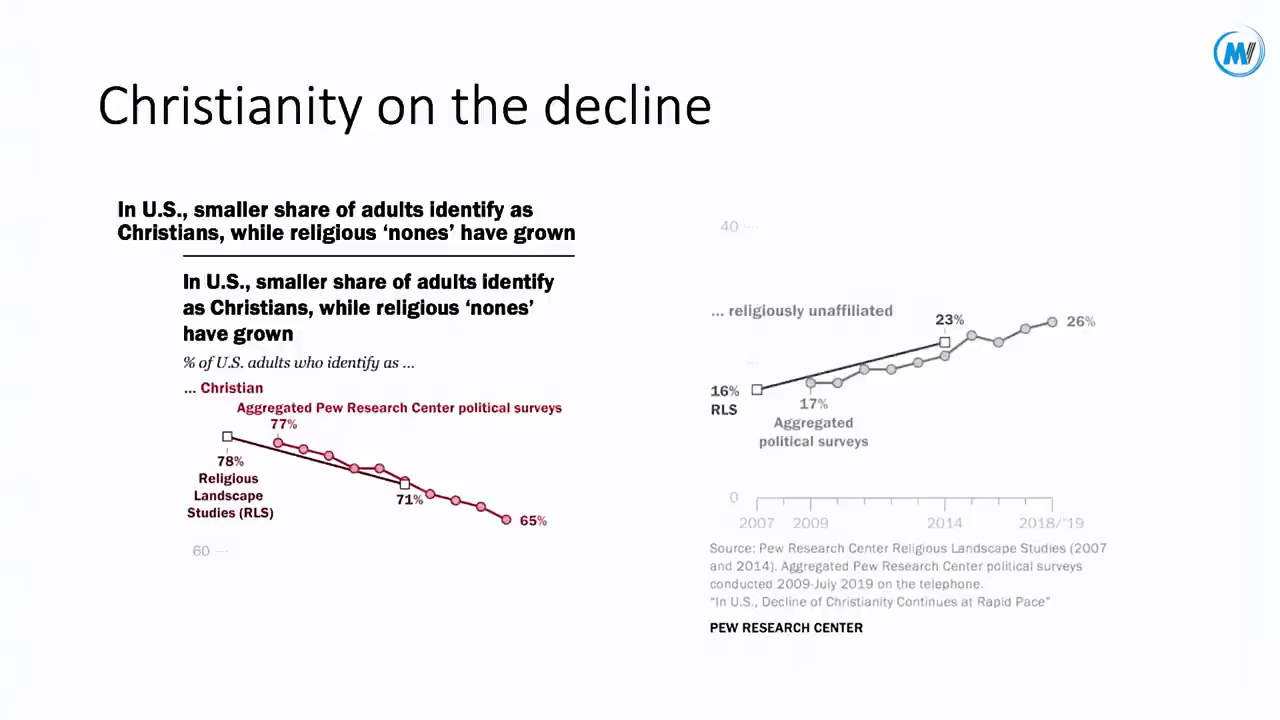 MV
Christianity on the decline
In U.S., smaller share of adults identify as
Christians, while religious ‘nones’ have grown
In U.S., smaller share of adults identify
as Christians, while religious ‘nones’
have grown
% of U.S. adults who identify as ...
... Christian
Aggregated Pew Research Center political surveys
77%
78%
Religious
Landscape
Studies (RLS)
71%
65%
60
40
... religiously unaffiliated
23%
26%
16%
RLS
17%
Aggregated
political surveys
0
2007 2009 2014 2018/'19
Source: Pew Research Center Religious Landscape Studies (2007
and 2014). Aggregated Pew Research Center political surveys
conducted 2009-July 2019 on the telephone.
“In U.S., Decline of Christianity Continues at Rapid Pace”
PEW RESEARCH CENTER